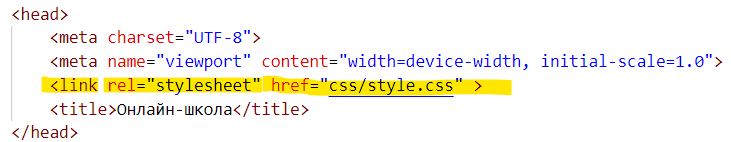 <head>
<meta charset="UTF-8">
<meta name="viewport" content="width=device-width, initial-scale=1.0">
<link rel="stylesheet" href="css/style.css" >
<title>Онлайн-школа</title>
</head>